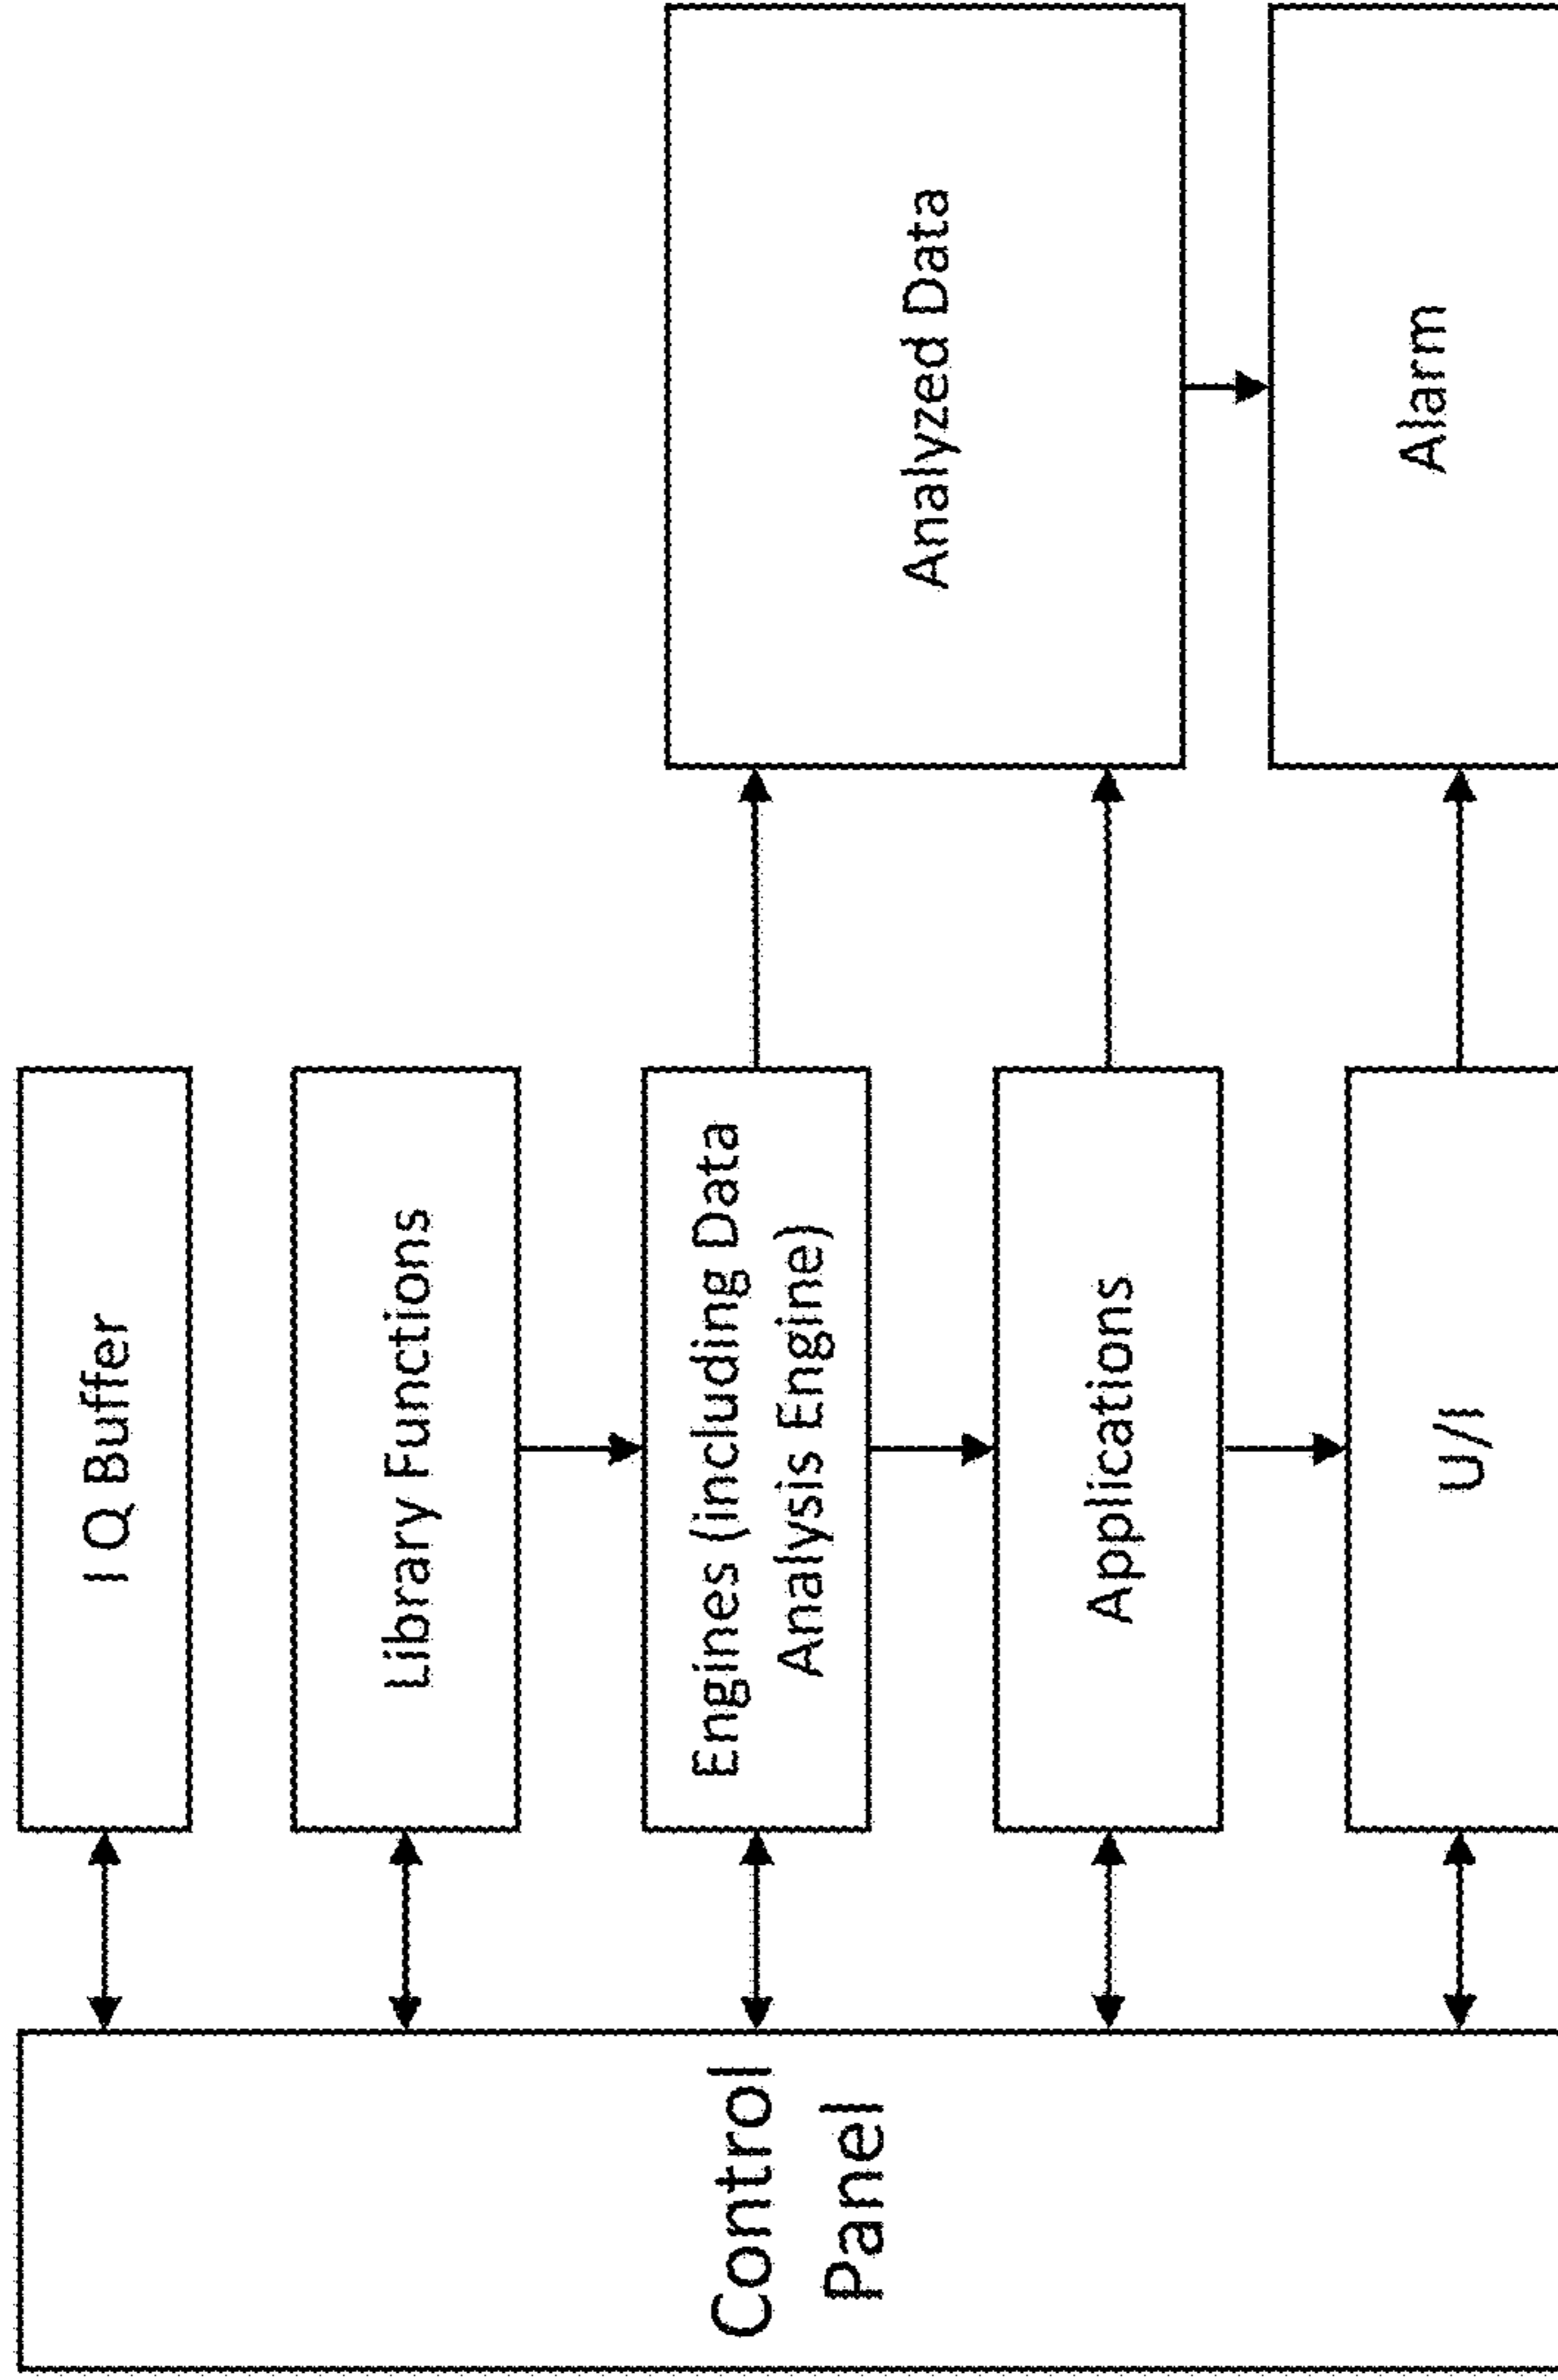 Control
Panel
I Q Buffer
Library Functions
Engines (including Data
Analysis Engine)
Applications
U/I
Analyzed Data
Alarm